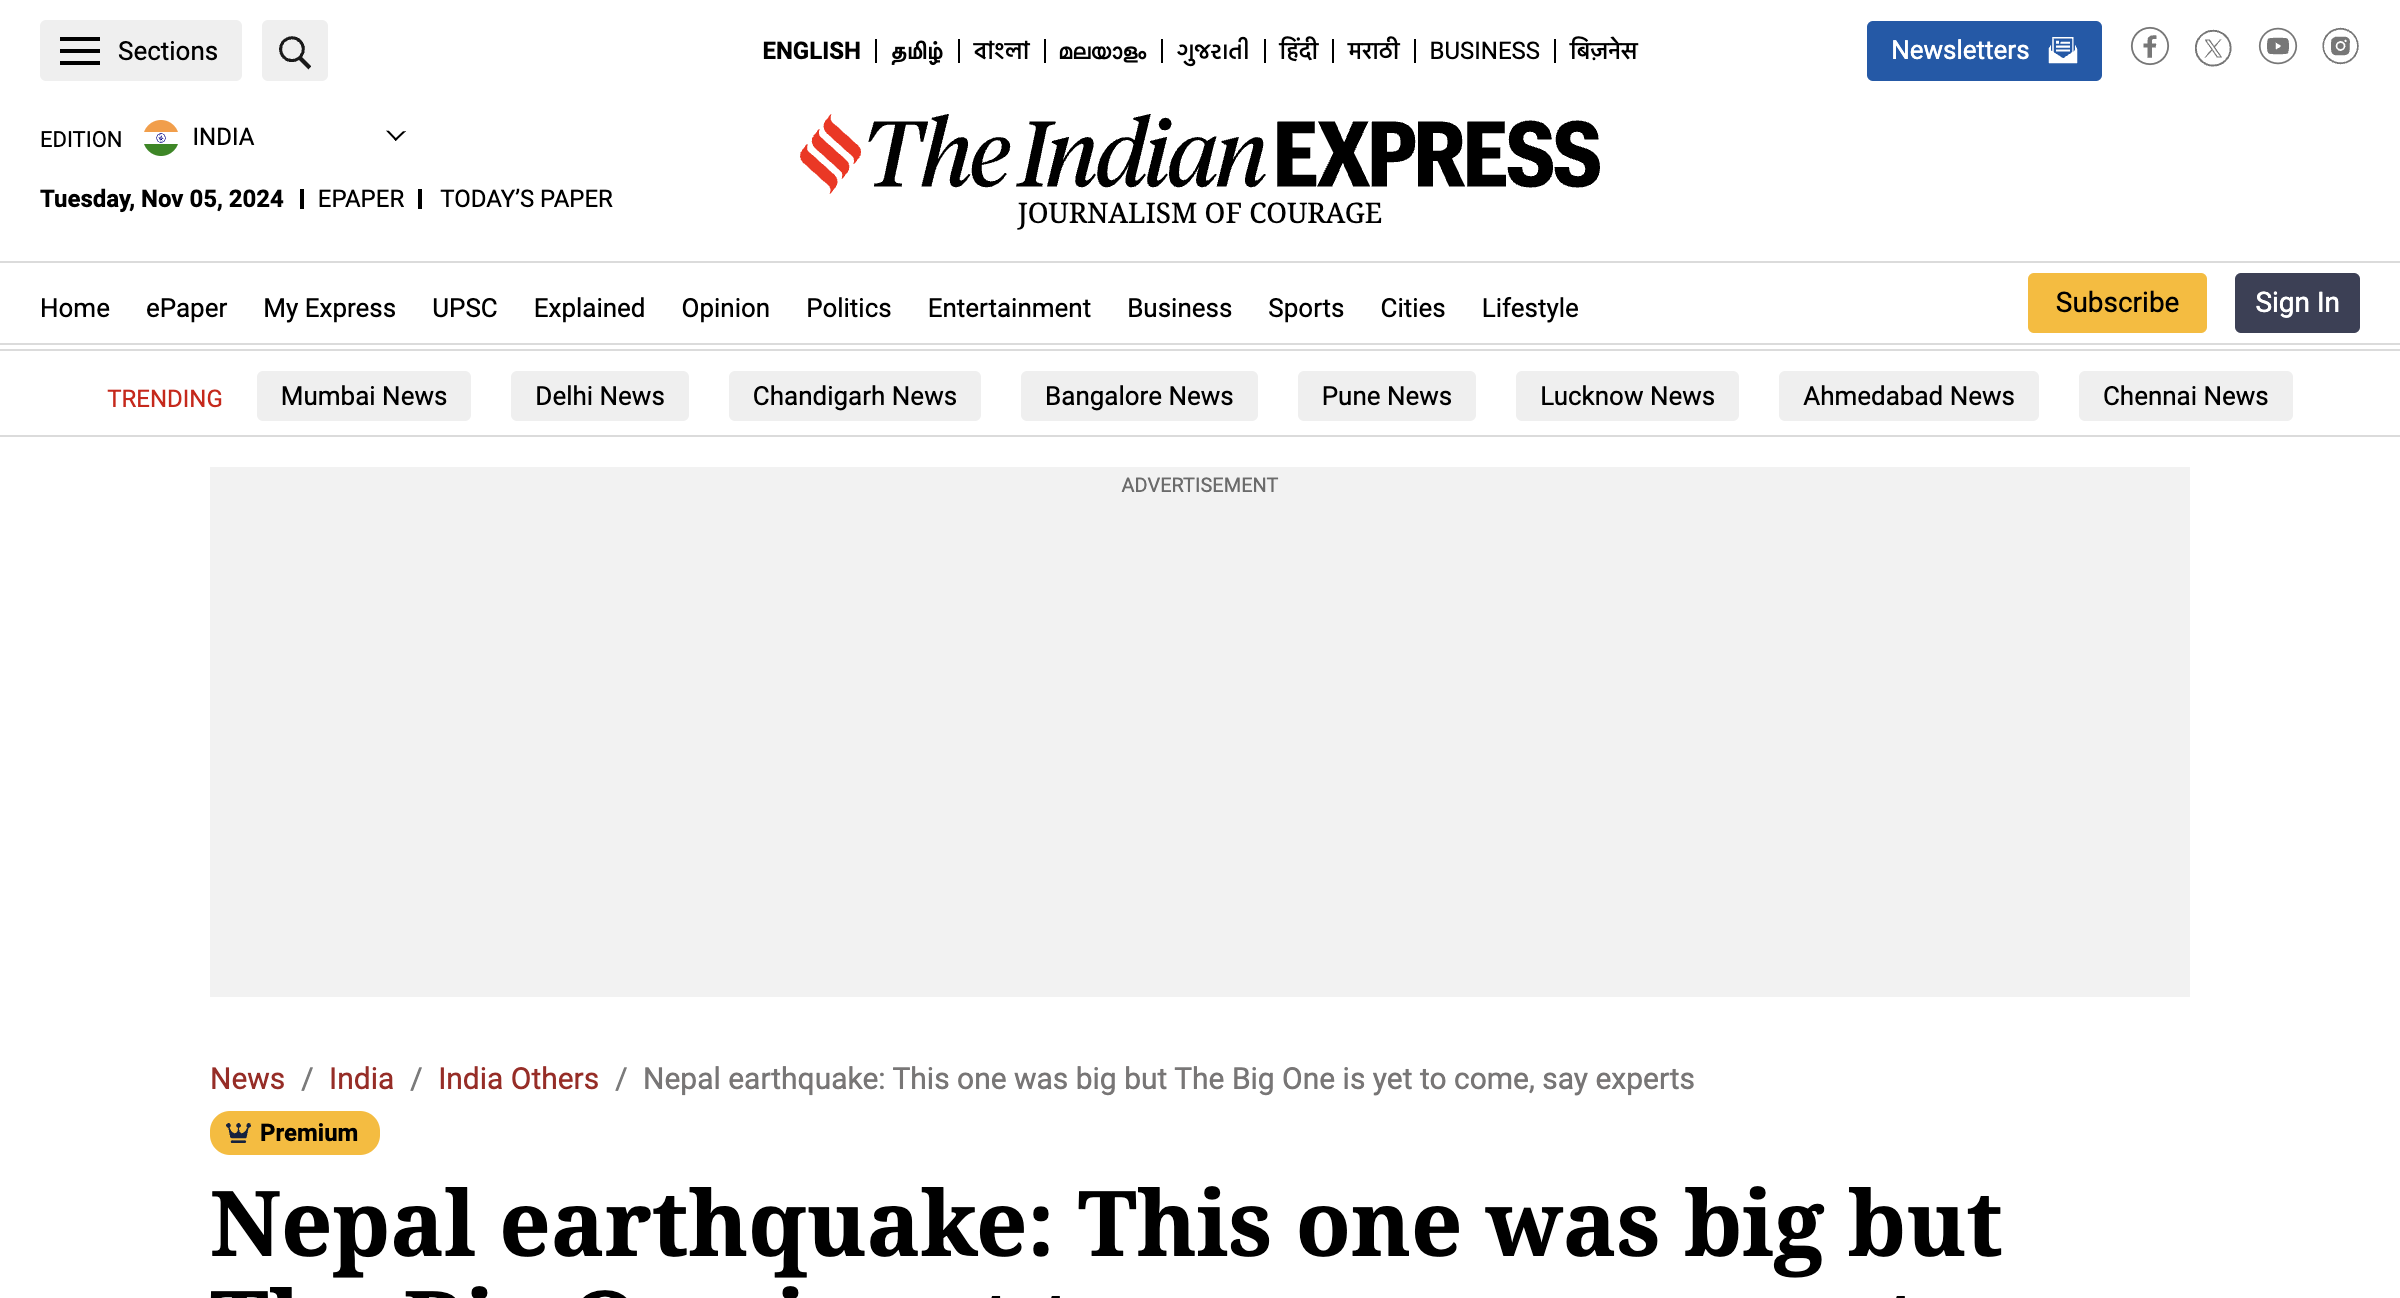 Sections
ENGLISH | தமிழ் | বাংলা | മലയാളം | ગુજરાતી | हिंदी | मराठी | BUSINESS | बिज़नेस
Newsletters
EDITION INDIA
Tuesday, Nov 05, 2024 | EPAPER | TODAY’S PAPER
The Indian EXPRESS
JOURNALISM OF COURAGE
Home ePaper My Express UPSC Explained Opinion Politics Entertainment Business Sports Cities Lifestyle
Subscribe Sign In
TRENDING Mumbai News Delhi News Chandigarh News Bangalore News Pune News Lucknow News Ahmedabad News Chennai News
ADVERTISEMENT
News / India / India Others / Nepal earthquake: This one was big but The Big One is yet to come, say experts
Premium
Nepal earthquake: This one was big but